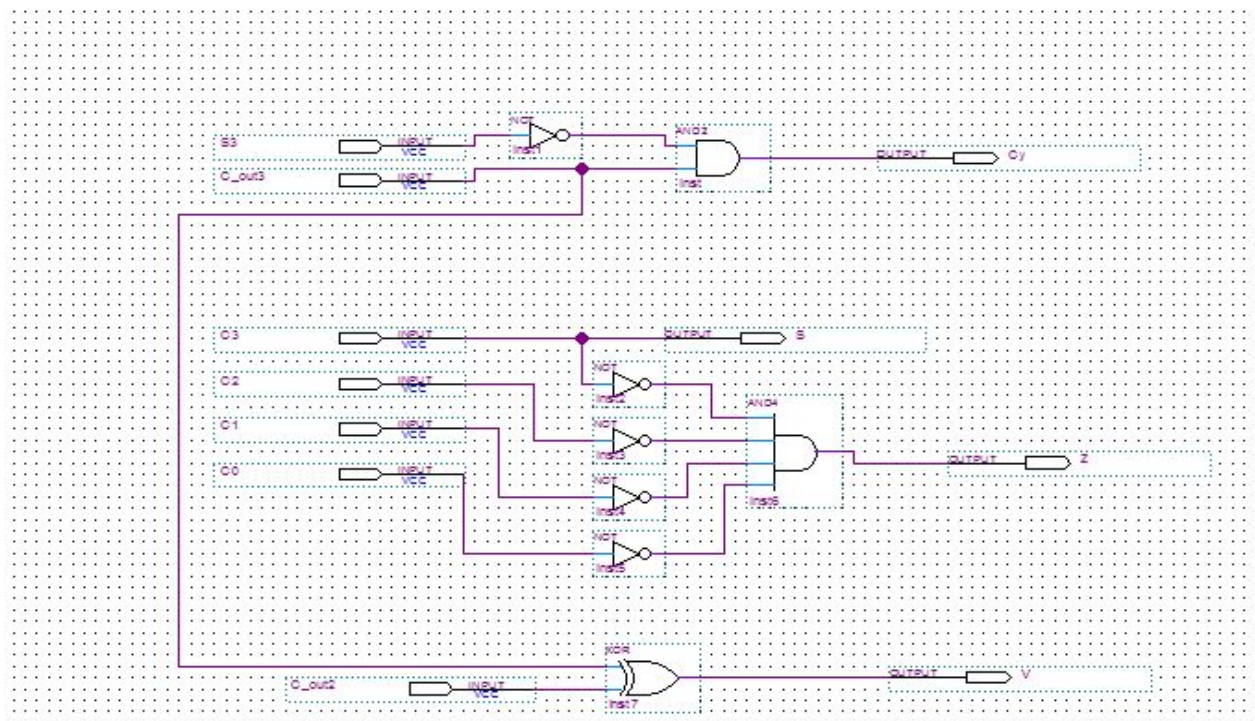 NOT
AND2
S3 INPUT VCC
inst1
OUTPUT Cy
C_out3 INPUT VCC
inst
C3 INPUT VCC
OUTPUT S
NOT
C2 INPUT VCC
inst2
AND4
NOT
C1 INPUT VCC
inst3
OUTPUT Z
C0 INPUT VCC
NOT
inst6
inst4
NOT
inst5
XOR
OUTPUT V
C_out2 INPUT VCC
inst7